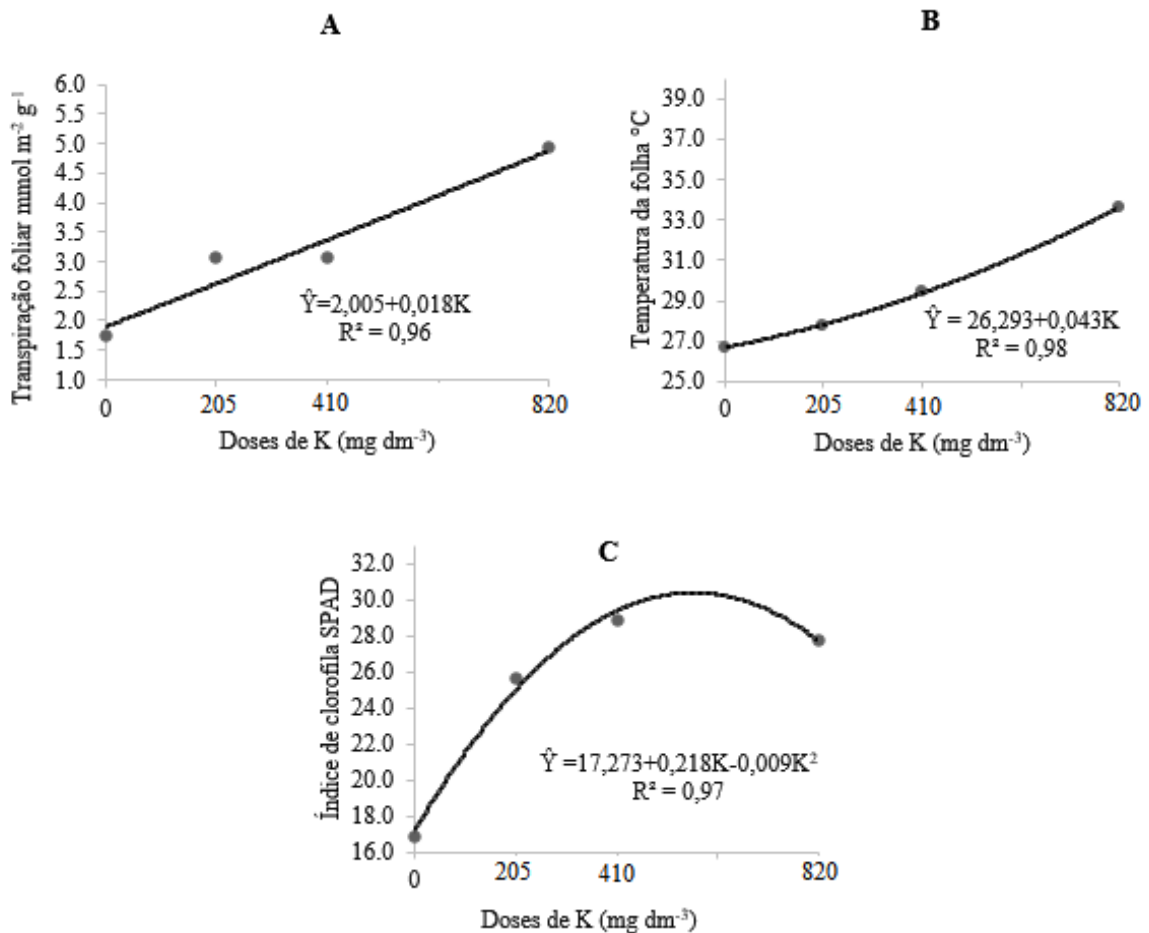 A
Transpiração foliar mmol m⁻² g⁻¹
6.0
5.5
5.0
4.5
4.0
3.5
3.0
2.5
2.0
1.5
1.0
Ŷ=2,005+0,018K
R² = 0,96
0 205 410 820
Doses de K (mg dm⁻³)
B
Temperatura da folha °C
39.0
37.0
35.0
33.0
31.0
29.0
27.0
25.0
Ŷ = 26,293+0,043K
R² = 0,98
0 205 410 820
Doses de K (mg dm⁻³)
C
Índice de clorofila SPAD
32.0
30.0
28.0
26.0
24.0
22.0
20.0
18.0
16.0
Ŷ =17,273+0,218K-0,009K²
R² = 0,97
0 205 410 820
Doses de K (mg dm⁻³)